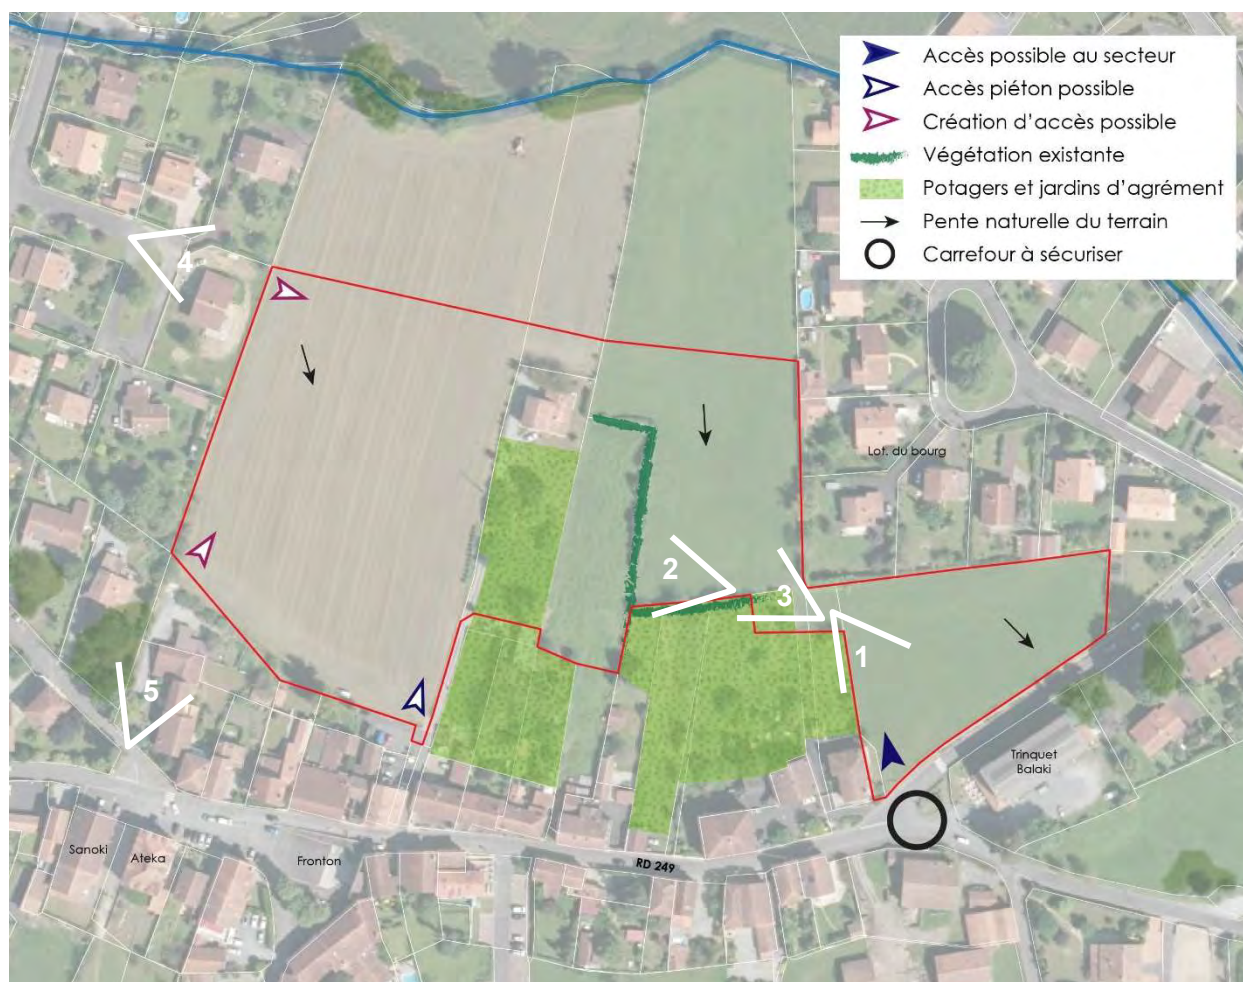 Accès possible au secteur
Accès piéton possible
Création d'accès possible
Végétation existante
Potagers et jardins d'agrément
Pente naturelle du terrain
Carrefour à sécuriser
4
Lot. du bourg
2
3
1
5
Trinquet
Balaki
Sanoki
Ateka
Fronton
RD 249